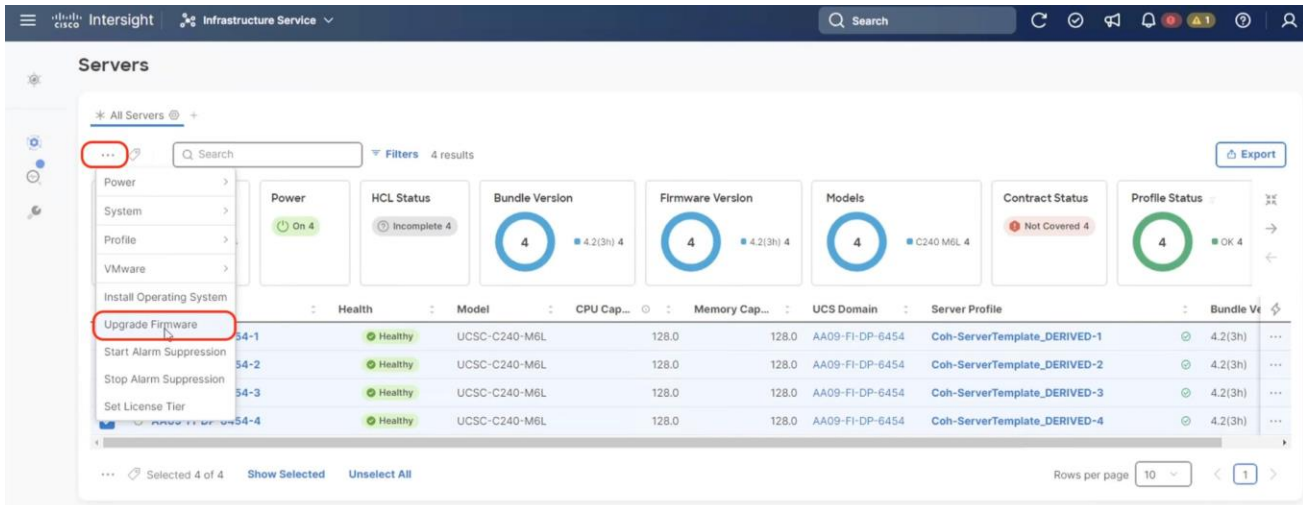 cisco Intersight Infrastructure Service Search 1
Servers
All Servers +
... Search Filters 4 results Export
Power >
System >
Profile >
VMware >
Install Operating System
Upgrade Firmware
Start Alarm Suppression
Stop Alarm Suppression
Set License Tier
Power
On 4
HCL Status
Incomplete 4
Bundle Version
4
4.2(3h) 4
Firmware Version
4
4.2(3h) 4
Models
4
C240 M6L 4
Contract Status
Not Covered 4
Profile Status
4
OK 4
Health Model CPU Cap... Memory Cap... UCS Domain Server Profile Bundle Ve
54-1 Healthy UCSC-C240-M6L 128.0 128.0 AA09-FI-DP-6454 Coh-ServerTemplate_DERIVED-1 4.2(3h) ...
54-2 Healthy UCSC-C240-M6L 128.0 128.0 AA09-FI-DP-6454 Coh-ServerTemplate_DERIVED-2 4.2(3h) ...
54-3 Healthy UCSC-C240-M6L 128.0 128.0 AA09-FI-DP-6454 Coh-ServerTemplate_DERIVED-3 4.2(3h) ...
54-4 Healthy UCSC-C240-M6L 128.0 128.0 AA09-FI-DP-6454 Coh-ServerTemplate_DERIVED-4 4.2(3h) ...
... Selected 4 of 4 Show Selected Unselect All Rows per page 10 < 1 >